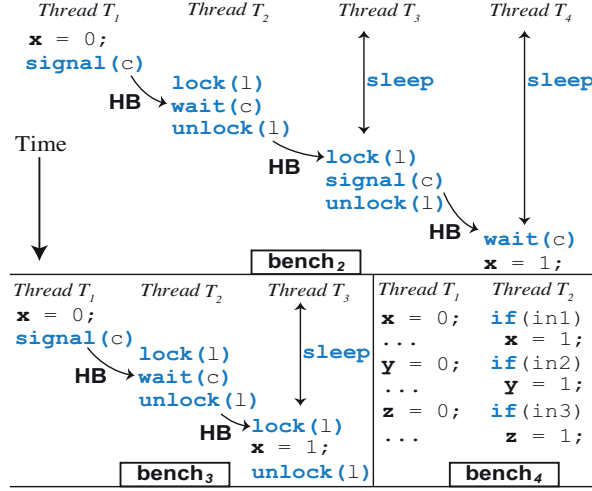 Thread T1 Thread T2 Thread T3 Thread T4
x = 0;
signal(c)
HB
lock(l)
wait(c)
unlock(l)
sleep
sleep
Time
HB
lock(l)
signal(c)
unlock(l)
HB
wait(c)
x = 1;
bench2
Thread T1 Thread T2 Thread T3
x = 0;
signal(c)
HB
lock(l)
wait(c)
unlock(l)
sleep
HB
lock(l)
x = 1;
unlock(l)
bench3
Thread T1 Thread T2
x = 0; if(in1)
... x = 1;
y = 0; if(in2)
... y = 1;
z = 0; if(in3)
... z = 1;
bench4